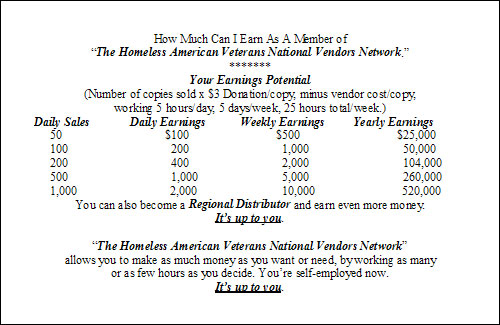 How Much Can I Earn As A Member of
“The Homeless American Veterans National Vendors Network.”
*******
Your Earnings Potential
(Number of copies sold x $3 Donation/copy, minus vendor cost/copy,
working 5 hours/day, 5 days/week, 25 hours total/week.)
Daily Sales Daily Earnings Weekly Earnings Yearly Earnings
50 $100 $500 $25,000
100 200 1,000 50,000
200 400 2,000 104,000
500 1,000 5,000 260,000
1,000 2,000 10,000 520,000
You can also become a Regional Distributor and earn even more money.
It’s up to you.
“The Homeless American Veterans National Vendors Network”
allows you to make as much money as you want or need, by working as many
or as few hours as you decide. You’re self-employed now.
It’s up to you.